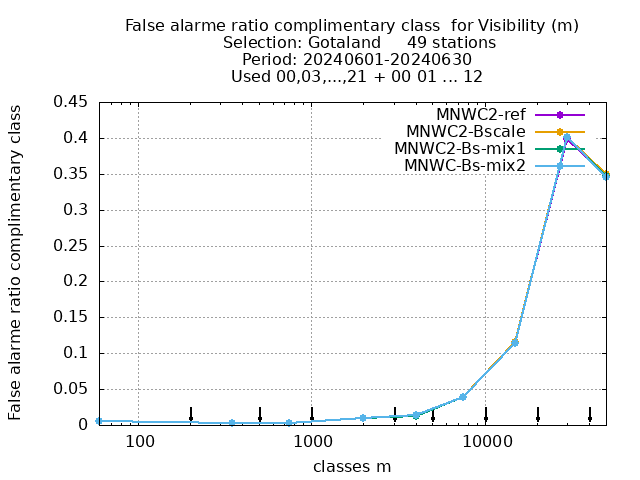 False alarme ratio complimentary class  for Visibility (m)
Selection: Gotaland     49 stations
Period: 20240601-20240630
Used 00,03,...,21 + 00 01 ... 12
False alarme ratio complimentary class
0.45
0.4
0.35
0.3
0.25
0.2
0.15
0.1
0.05
0
MNWC2-ref
MNWC2-Bscale
MNWC2-Bs-mix1
MNWC-Bs-mix2
100
1000
10000
classes m